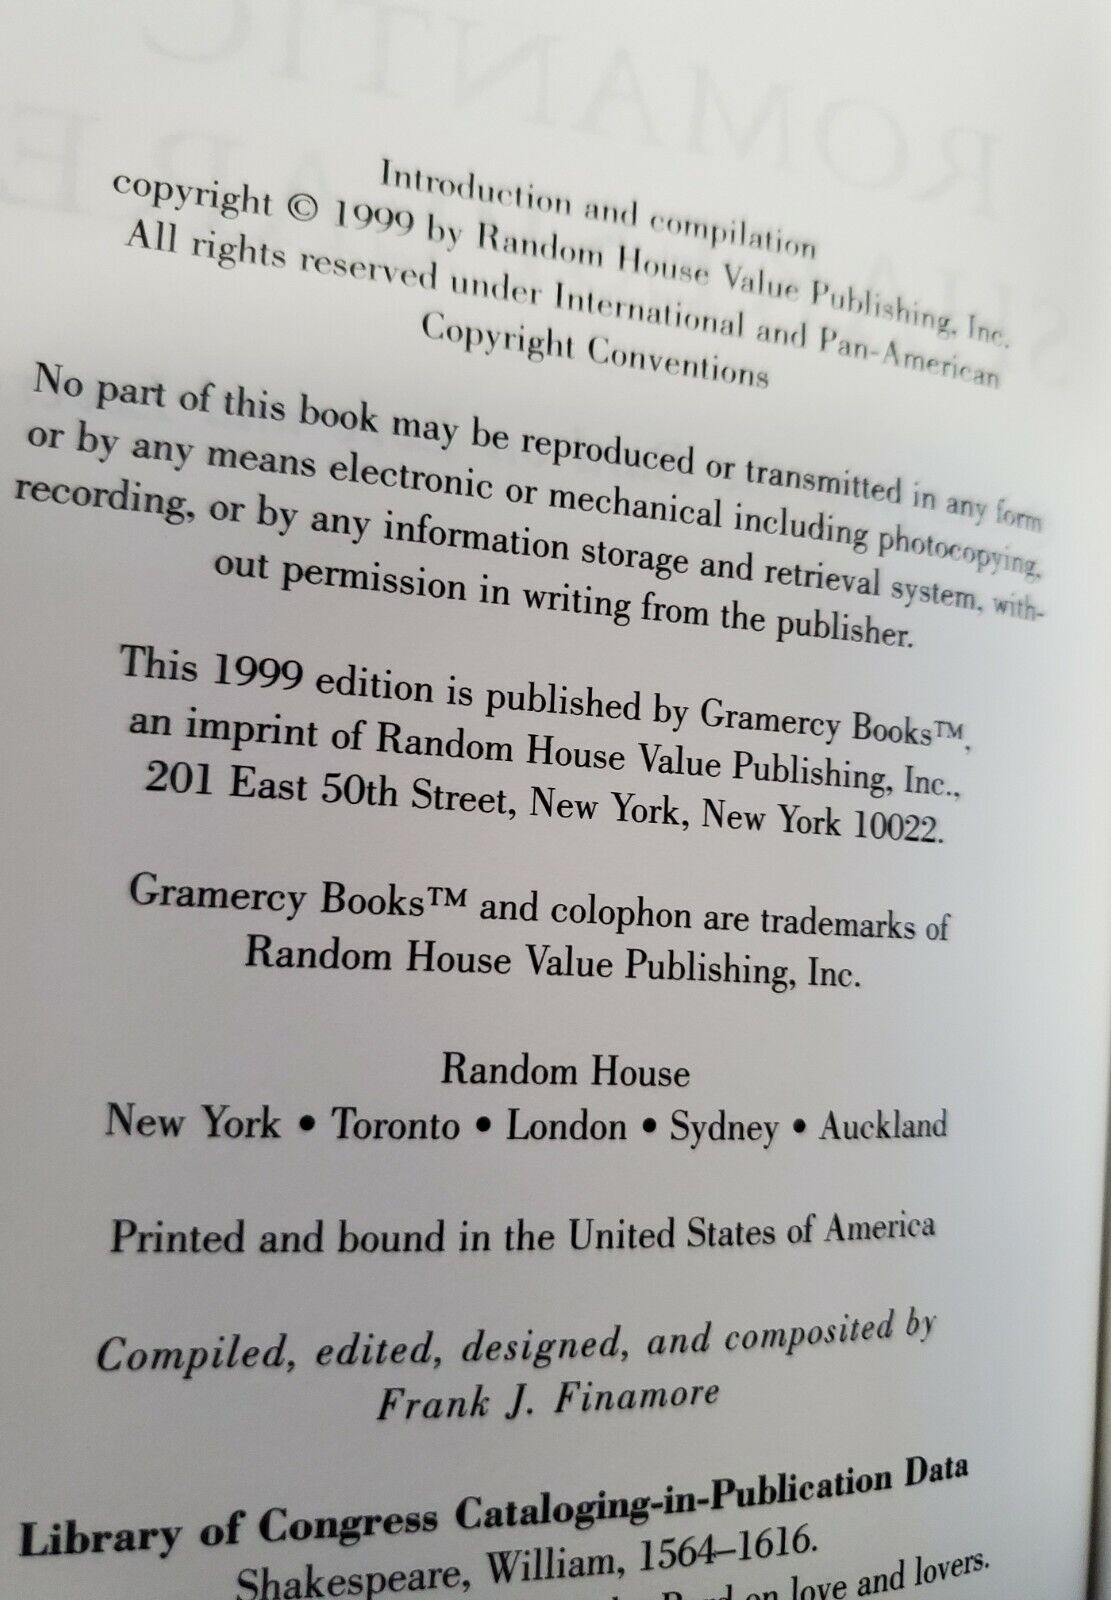 Introduction and compilation
copyright © 1999 by Random House Value Publishing, Inc.
All rights reserved under International and Pan-American
Copyright Conventions
No part of this book may be reproduced or transmitted in any form
or by any means electronic or mechanical including photocopying,
recording, or by any information storage and retrieval system, with-
out permission in writing from the publisher.
This 1999 edition is published by Gramercy Books™,
an imprint of Random House Value Publishing, Inc.,
201 East 50th Street, New York, New York 10022.
Gramercy Books™ and colophon are trademarks of
Random House Value Publishing, Inc.
Random House
New York • Toronto • London • Sydney • Auckland
Printed and bound in the United States of America
Compiled, edited, designed, and composited by
Frank J. Finamore
Library of Congress Cataloging-in-Publication Data
Shakespeare, William, 1564–1616.
Bard on love and lovers.